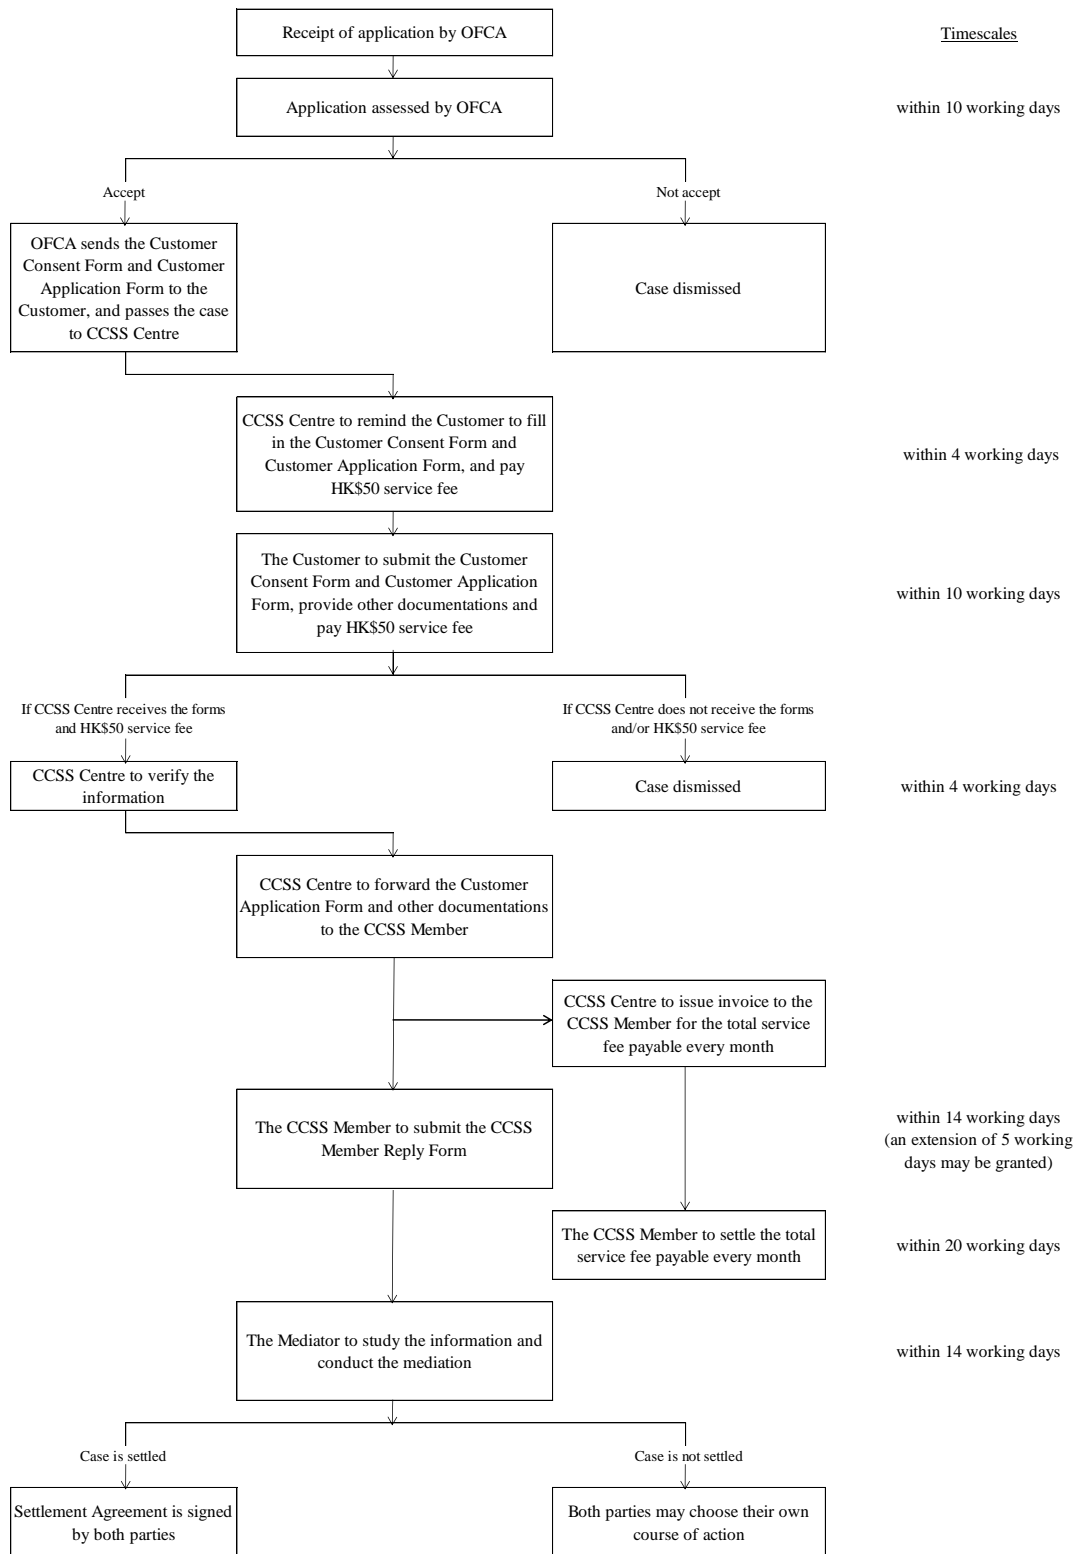 Receipt of application by OFCA
Timescales
Application assessed by OFCA
within 10 working days
Accept
Not accept
OFCA sends the Customer
Consent Form and Customer
Application Form to the
Customer, and passes the case
to CCSS Centre
Case dismissed
CCSS Centre to remind the Customer to fill
in the Customer Consent Form and
Customer Application Form, and pay
HK$50 service fee
within 4 working days
The Customer to submit the Customer
Consent Form and Customer Application
Form, provide other documentations and
pay HK$50 service fee
within 10 working days
If CCSS Centre receives the forms
and HK$50 service fee
If CCSS Centre does not receive the forms
and/or HK$50 service fee
CCSS Centre to verify the
information
Case dismissed
within 4 working days
CCSS Centre to forward the Customer
Application Form and other documentations
to the CCSS Member
CCSS Centre to issue invoice to the
CCSS Member for the total service
fee payable every month
The CCSS Member to submit the CCSS
Member Reply Form
within 14 working days
(an extension of 5 working
days may be granted)
The CCSS Member to settle the total
service fee payable every month
within 20 working days
The Mediator to study the information and
conduct the mediation
within 14 working days
Case is settled
Case is not settled
Settlement Agreement is signed
by both parties
Both parties may choose their own
course of action